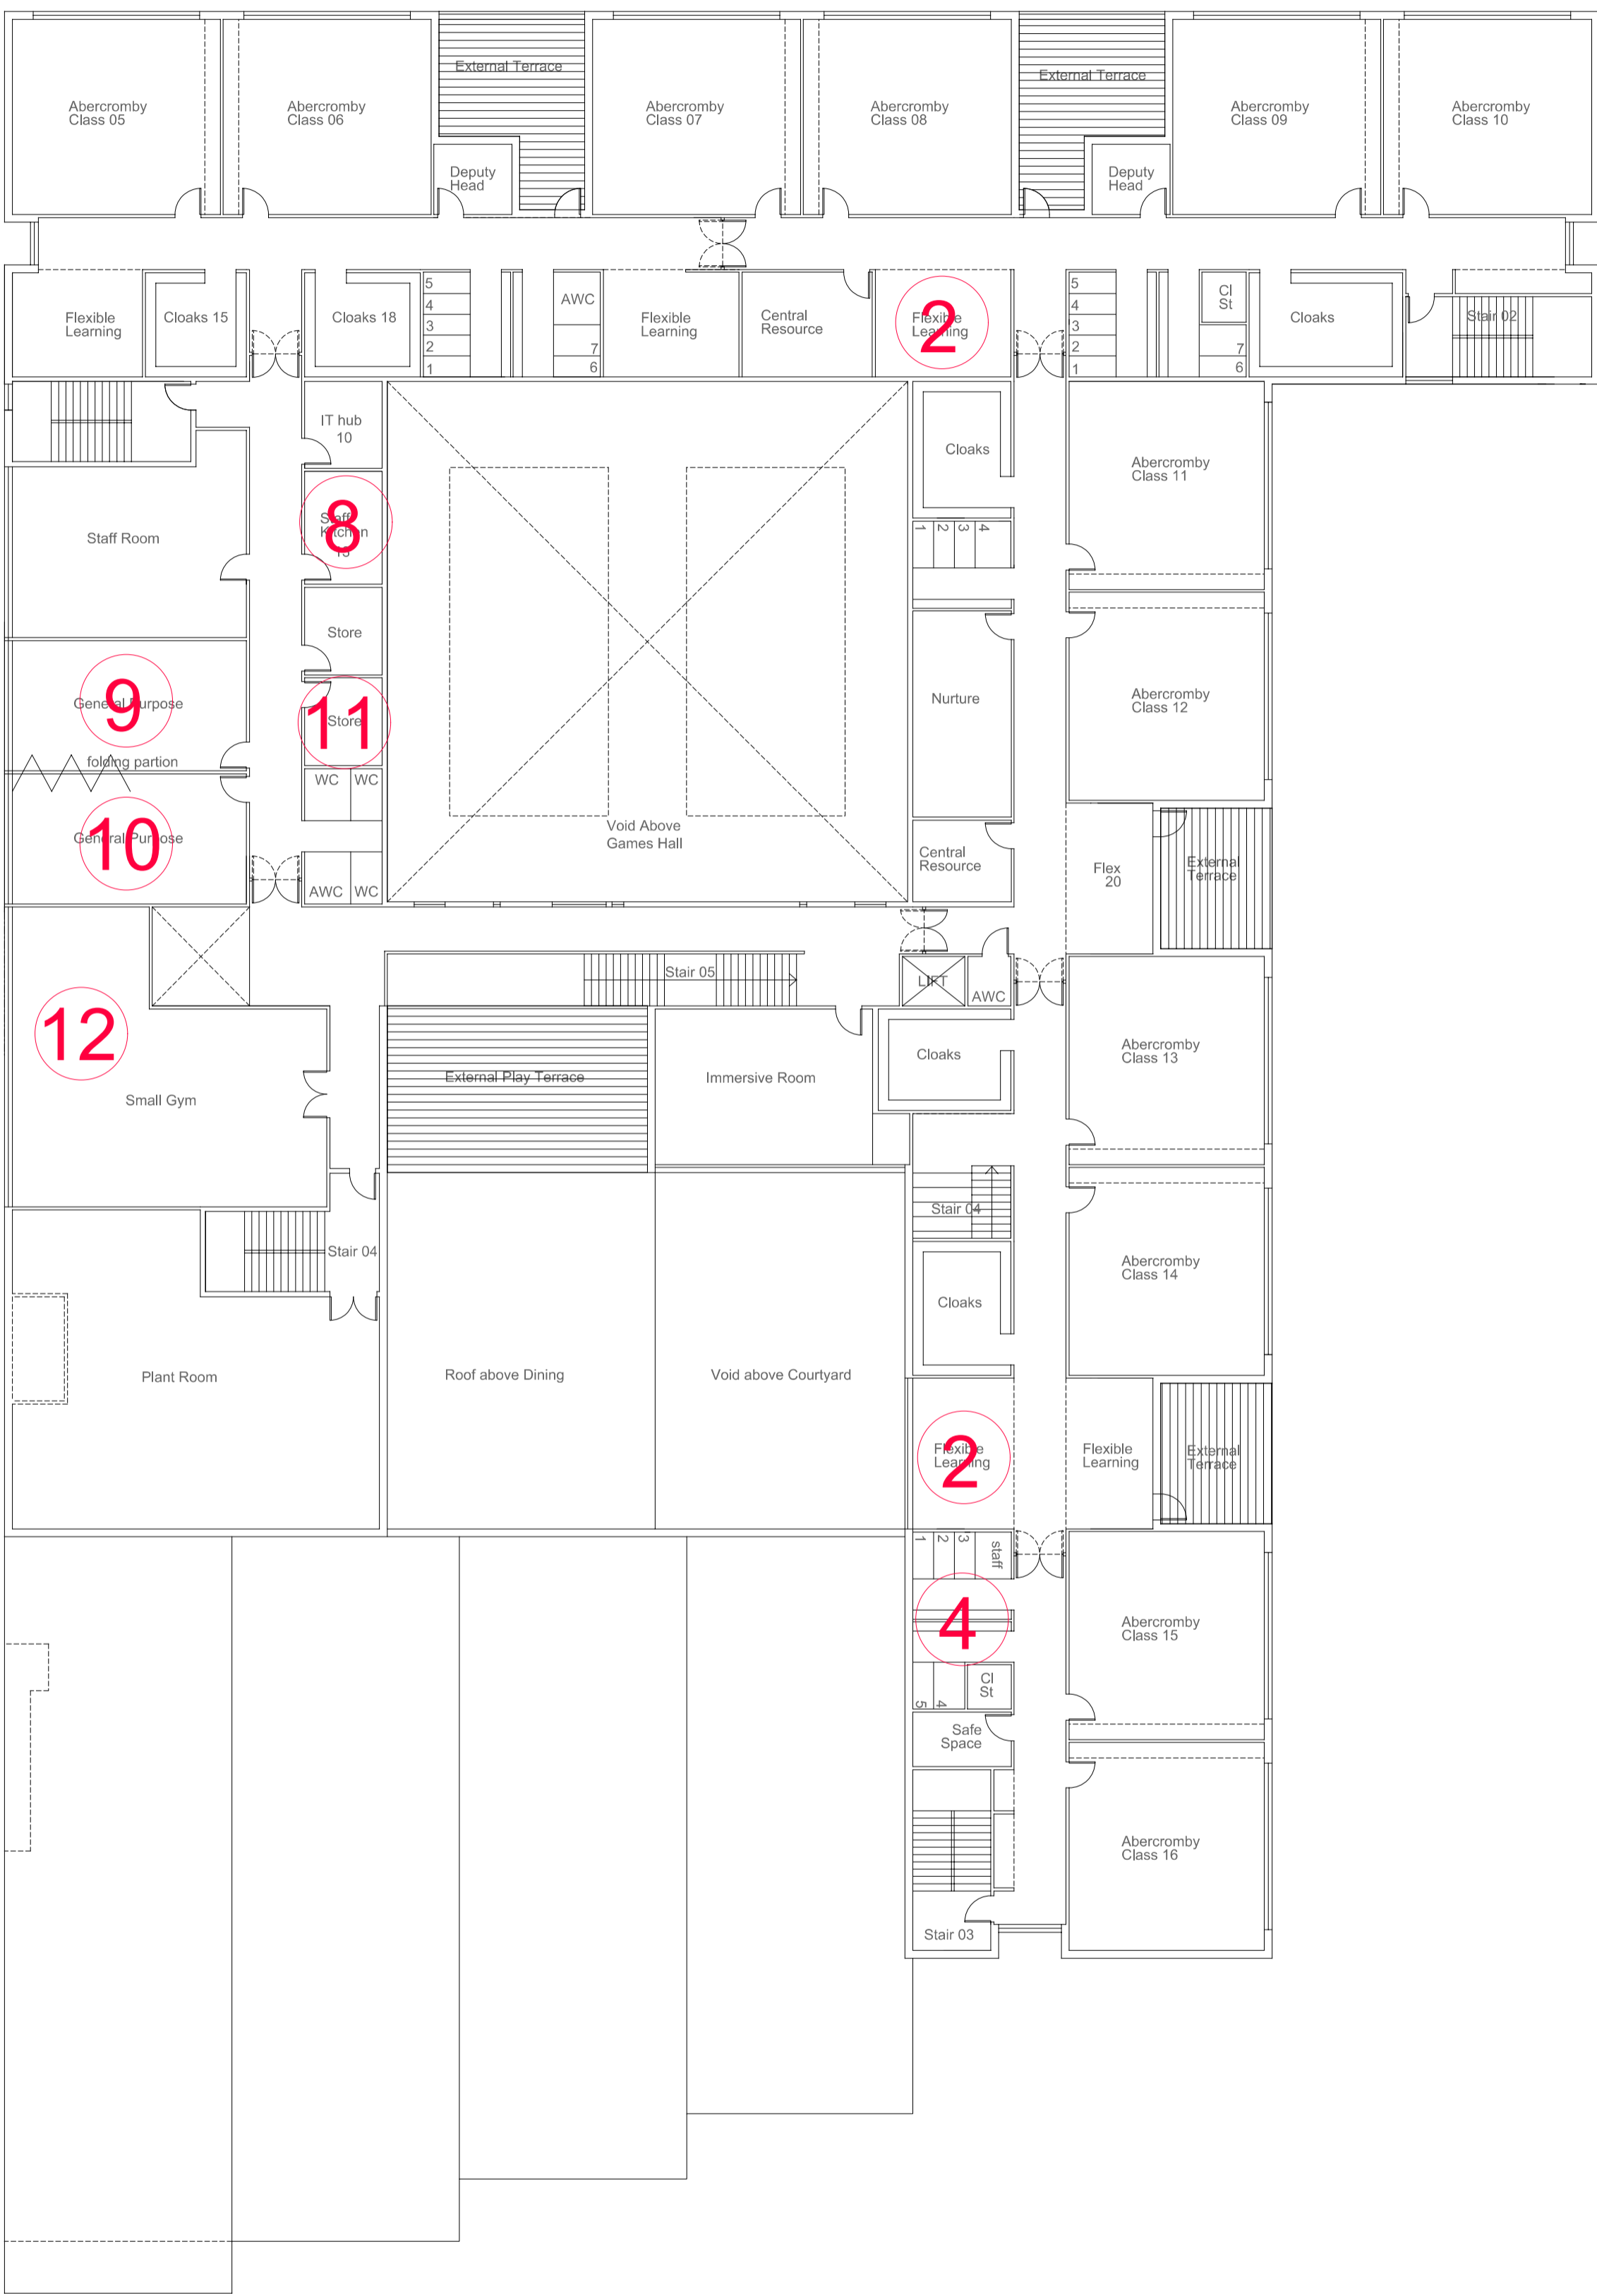 External Terrace
External Terrace
Abercromby
Class 05
Abercromby
Class 06
Abercromby
Class 07
Abercromby
Class 08
Abercromby
Class 09
Abercromby
Class 10
Deputy
Head
Deputy
Head
Flexible
Learning
Cloaks 15
Cloaks 18
5
4
3
2
1
AWC
7
6
Flexible
Learning
Central
Resource
Flexible
Learning
2
5
4
3
2
1
Cl
St
7
6
Cloaks
Stair 02
IT hub
10
Cloaks
Abercromby
Class 11
Staff
Kitchen
8
1
2
3
4
Staff Room
Store
General Purpose
9
Store
11
Nurture
Abercromby
Class 12
folding partion
WC
WC
General Purpose
10
Void Above
Games Hall
Central
Resource
Flex
20
External
Terrace
AWC
WC
Stair 05
LIFT
AWC
12
Small Gym
External Play Terrace
Immersive Room
Cloaks
Abercromby
Class 13
Stair 04
Stair 04
Abercromby
Class 14
Cloaks
Plant Room
Roof above Dining
Void above Courtyard
Flexible
Learning
2
Flexible
Learning
External
Terrace
1
2
3
staff
4
Abercromby
Class 15
Cl
St
5
4
Safe
Space
Abercromby
Class 16
Stair 03